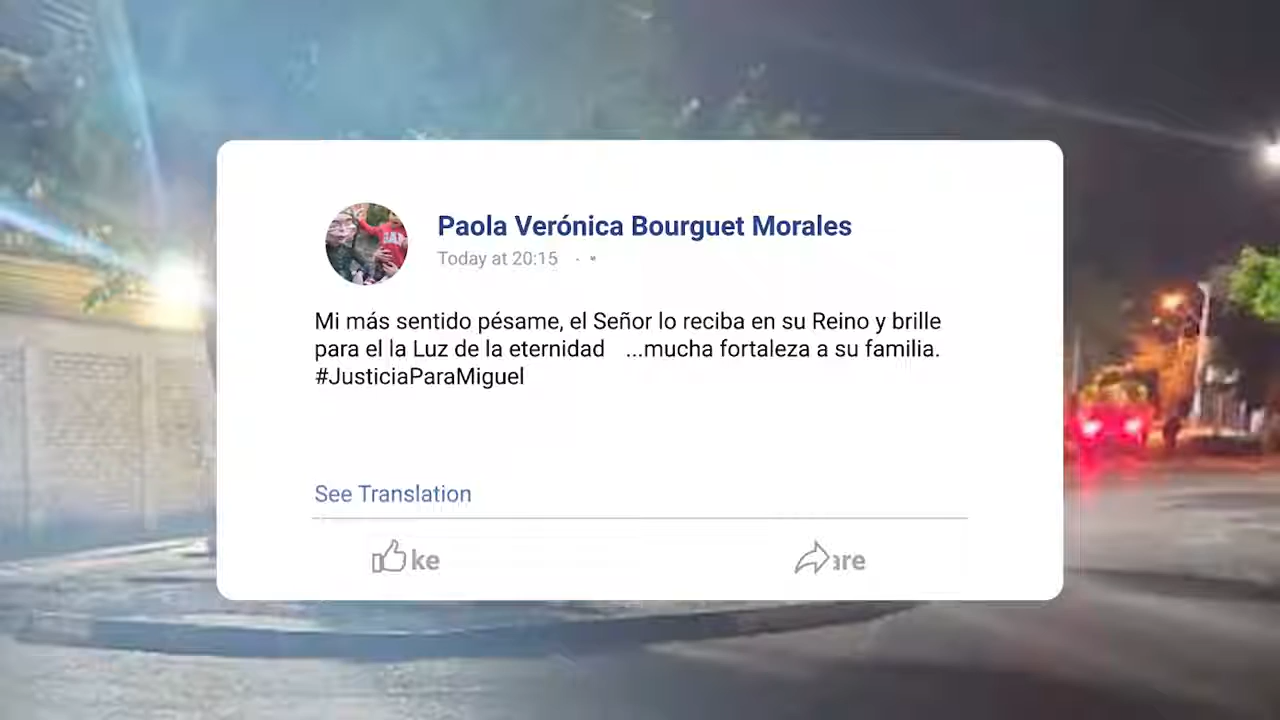 Paola Verónica Bourguet Morales
Today at 20:15
Mi más sentido pésame, el Señor lo reciba en su Reino y brille
para el la Luz de la eternidad ...mucha fortaleza a su familia.
#JusticiaParaMiguel
See Translation
ke
are